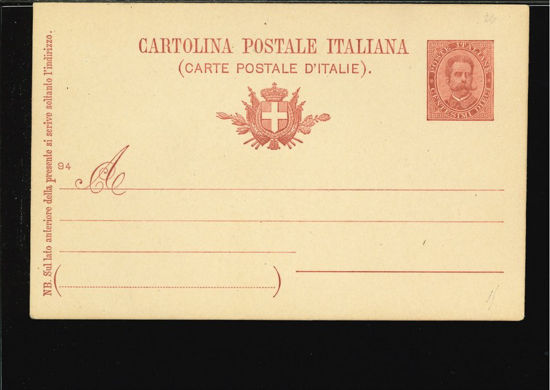 CARTOLINA POSTALE ITALIANA
(CARTE POSTALE D'ITALIE).
POSTE ITALIANE
CENTESIMI DIECI
94
A
NB. Sul lato anteriore della presente si scrive soltanto l'indirizzo.